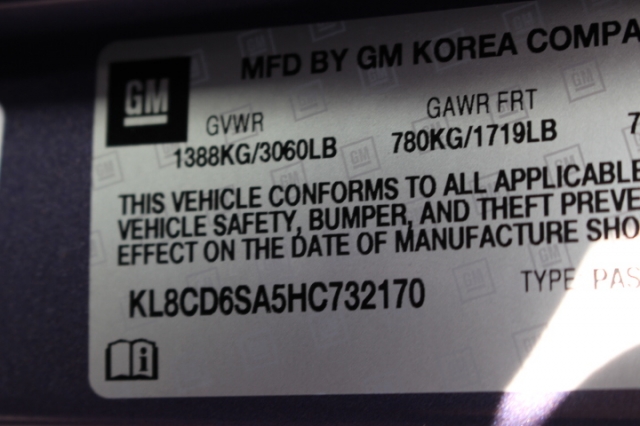 GM
MFD BY GM KOREA COMPA
GVWR GAWR FRT
1388KG/3060LB 780KG/1719LB 7
THIS VEHICLE CONFORMS TO ALL APPLICABLE
VEHICLE SAFETY, BUMPER, AND THEFT PREVE
EFFECT ON THE DATE OF MANUFACTURE SHO
KL8CD6SA5HC732170 TYPE PAS
i